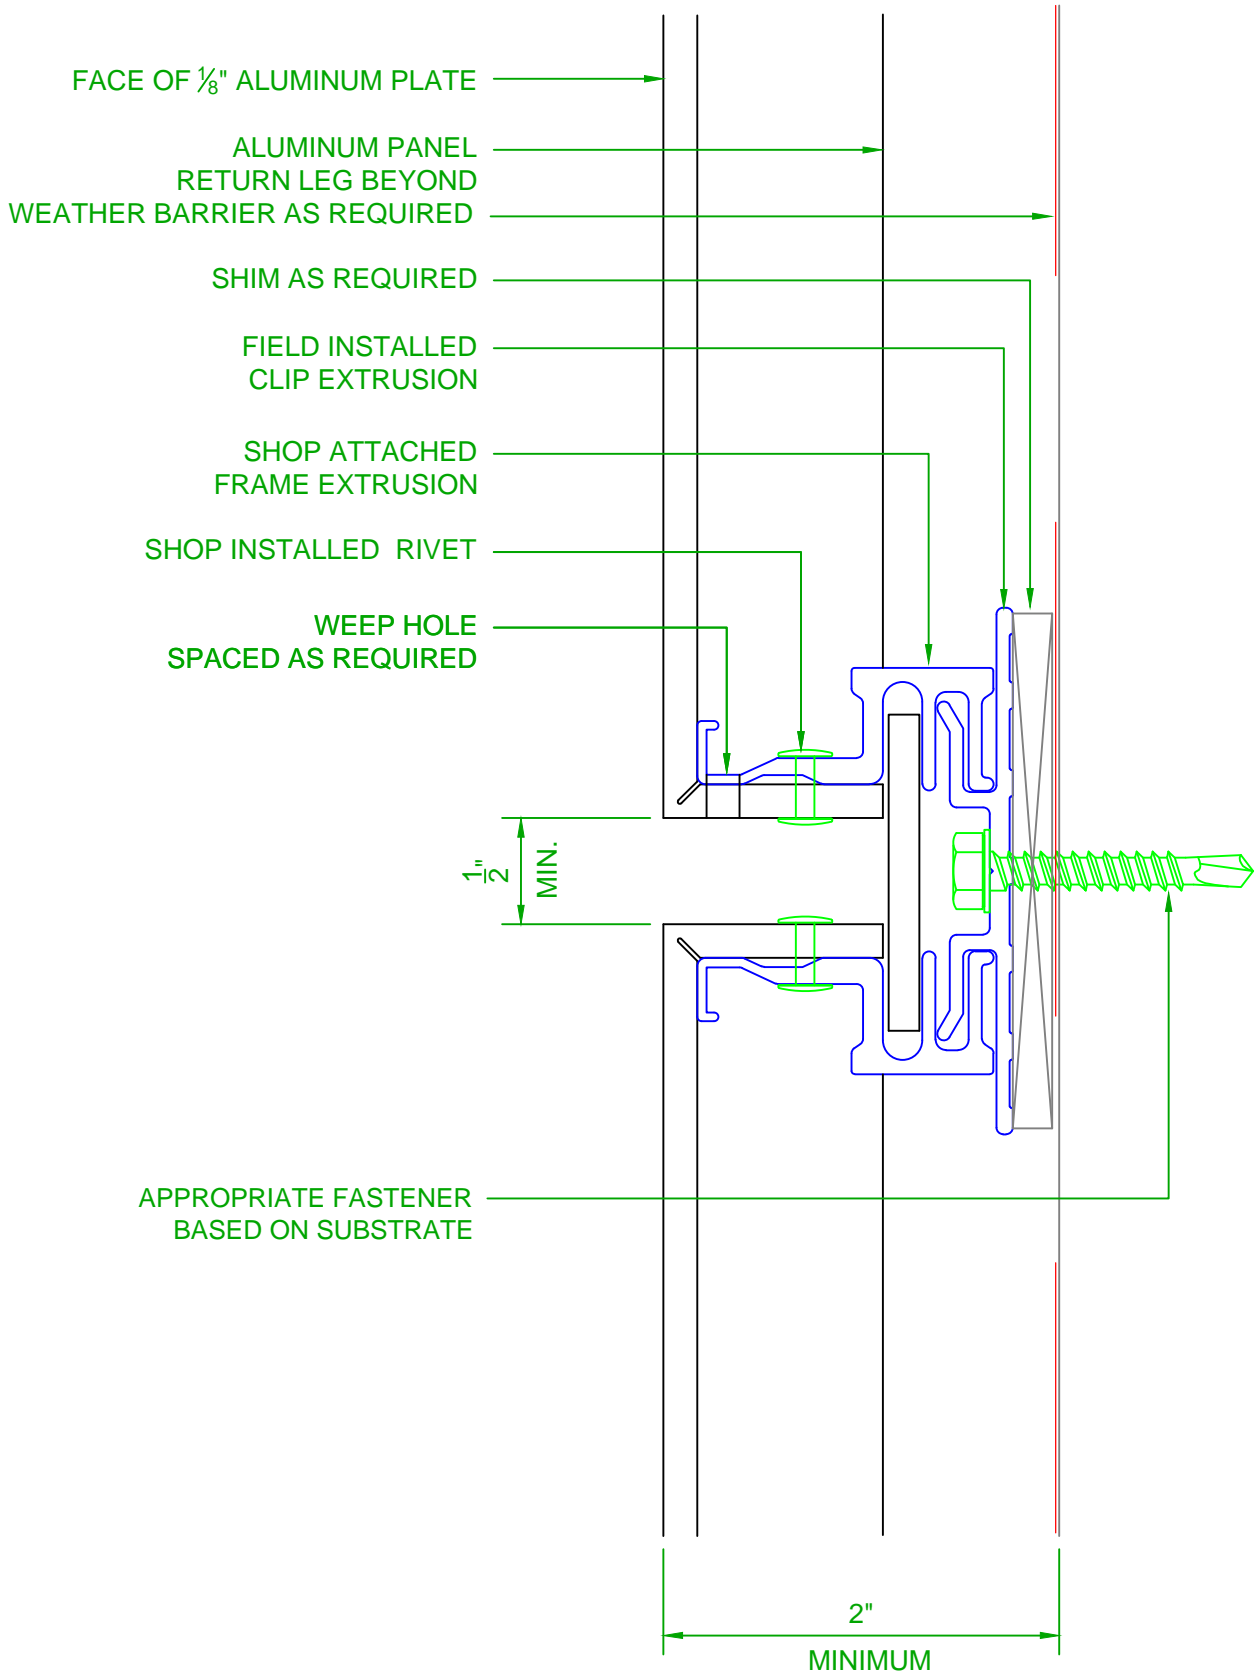 FACE OF ⅛" ALUMINUM PLATE
ALUMINUM PANEL
RETURN LEG BEYOND
WEATHER BARRIER AS REQUIRED
SHIM AS REQUIRED
FIELD INSTALLED
CLIP EXTRUSION
SHOP ATTACHED
FRAME EXTRUSION
SHOP INSTALLED  RIVET
WEEP HOLE
SPACED AS REQUIRED
1/2"
MIN.
APPROPRIATE FASTENER
BASED ON SUBSTRATE
2"
MINIMUM